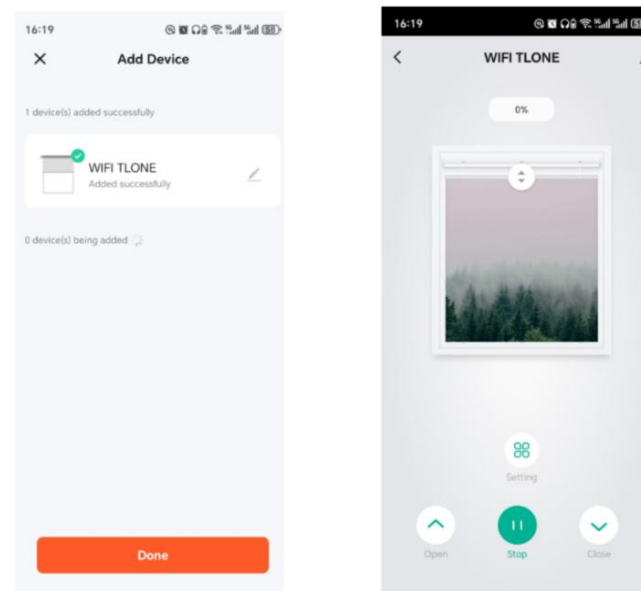 16:19
Add Device
1 device(s) added successfully
WIFI TLONE
Added successfully
0 device(s) being added
Done
16:19
WIFI TLONE
0%
Setting
Open
Stop
Close